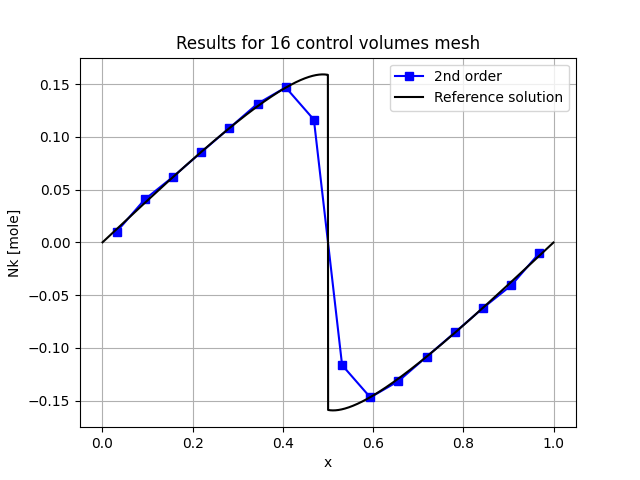 Results for 16 control volumes mesh
2nd order
Reference solution
Nk [mole]
0.15
0.10
0.05
0.00
−0.05
−0.10
−0.15
0.0 0.2 0.4 0.6 0.8 1.0
x